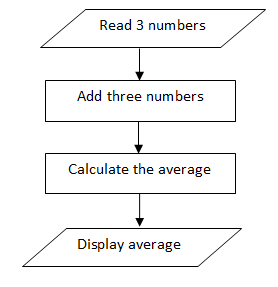 Read 3 numbers
Add three numbers
Calculate the average
Display average